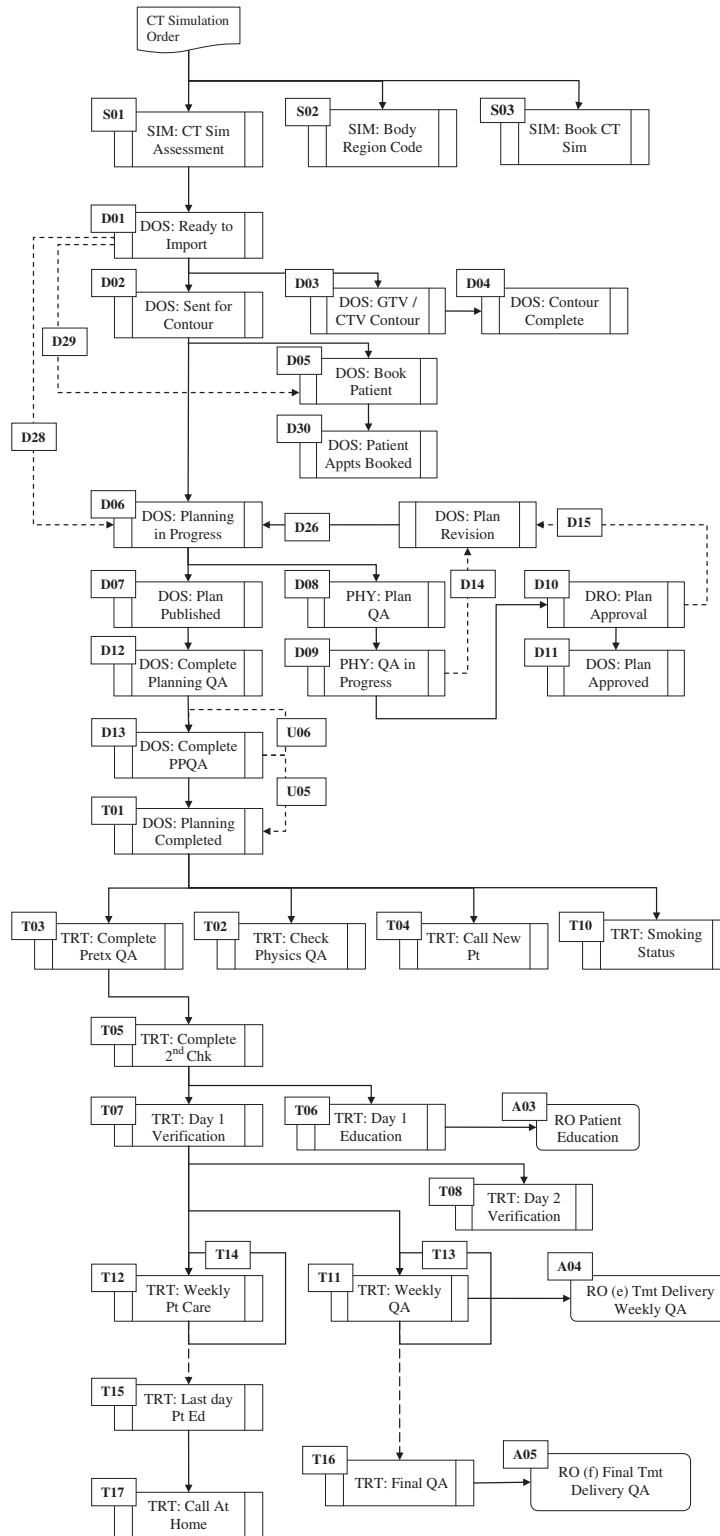 CT Simulation
Order
S01
SIM: CT Sim
Assessment
S02
SIM: Body
Region Code
S03
SIM: Book CT
Sim
D01
DOS: Ready to
Import
D02
DOS: Sent for
Contour
D03
DOS: GTV /
CTV Contour
D04
DOS: Contour
Complete
D29
D05
DOS: Book
Patient
D28
D30
DOS: Patient
Appts Booked
D06
DOS: Planning
in Progress
D26
DOS: Plan
Revision
D15
D07
DOS: Plan
Published
D08
PHY: Plan
QA
D14
D10
DRO: Plan
Approval
D12
DOS: Complete
Planning QA
D09
PHY: QA in
Progress
D11
DOS: Plan
Approved
D13
DOS: Complete
PPQA
U06
U05
T01
DOS: Planning
Completed
T03
TRT: Complete
Pretx QA
T02
TRT: Check
Physics QA
T04
TRT: Call New
Pt
T10
TRT: Smoking
Status
T05
TRT: Complete
2nd Chk
T07
TRT: Day 1
Verification
T06
TRT: Day 1
Education
A03
RO Patient
Education
T08
TRT: Day 2
Verification
T14
T12
TRT: Weekly
Pt Care
T13
T11
TRT: Weekly
QA
A04
RO (e) Tmt Delivery
Weekly QA
T15
TRT: Last day
Pt Ed
T16
TRT: Final QA
A05
RO (f) Final Tmt
Delivery QA
T17
TRT: Call At
Home